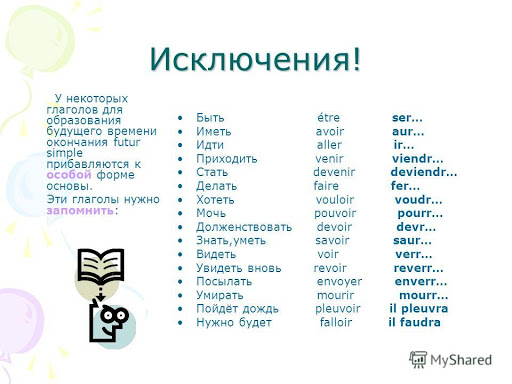 Исключения!
У некоторых
глаголов для
образования
будущего времени
окончания futur
simple
прибавляются к
особой форме
основы.
Эти глаголы нужно
запомнить:
• Быть étre ser...
• Иметь avoir aur...
• Идти aller ir...
• Приходить venir viendr...
• Стать devenir deviendr...
• Делать faire fer...
• Хотеть vouloir voudr...
• Мочь pouvoir pourr...
• Долженствовать devoir devr...
• Знать,уметь savoir saur...
• Видеть voir verr...
• Увидеть вновь revoir reverr...
• Посылать envoyer enverr...
• Умирать mourir mourr...
• Пойдёт дождь pleuvoir il pleuvra
• Нужно будет falloir il faudra
MyShared